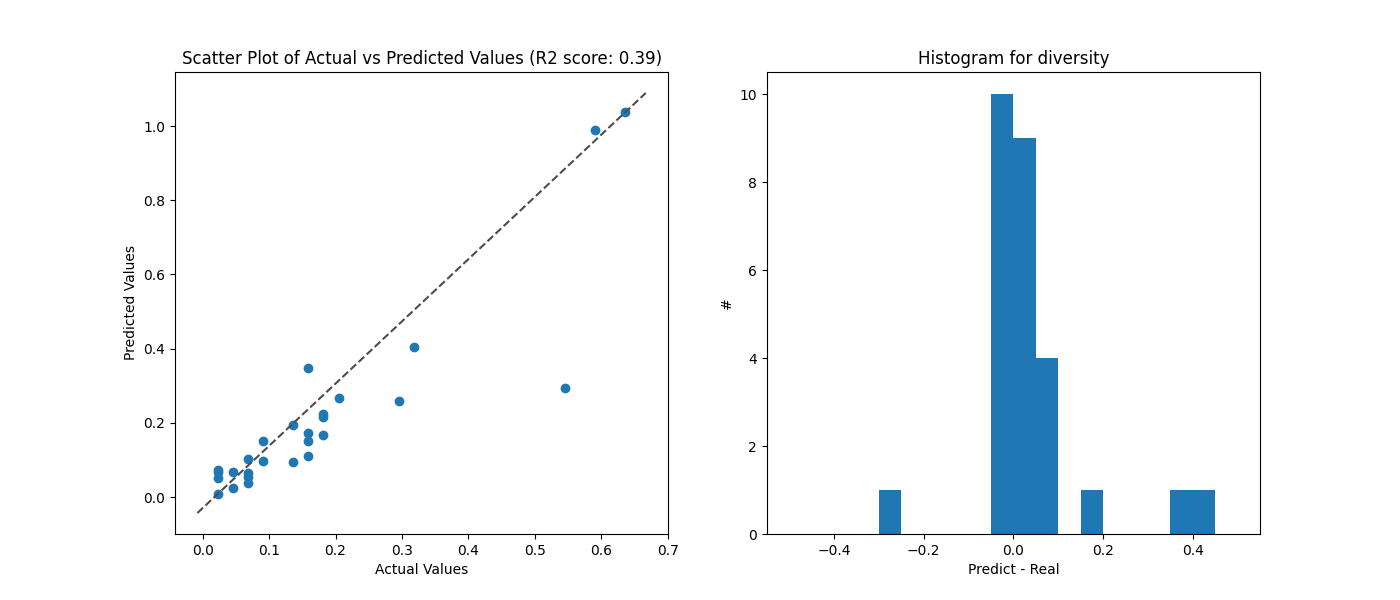 Scatter Plot of Actual vs Predicted Values (R2 score: 0.39)
1.0
0.8
0.6
0.4
0.2
0.0
Predicted Values
0.0 0.1 0.2 0.3 0.4 0.5 0.6 0.7
Actual Values
Histogram for diversity
10
8
6
4
2
0
#
−0.4 −0.2 0.0 0.2 0.4
Predict - Real